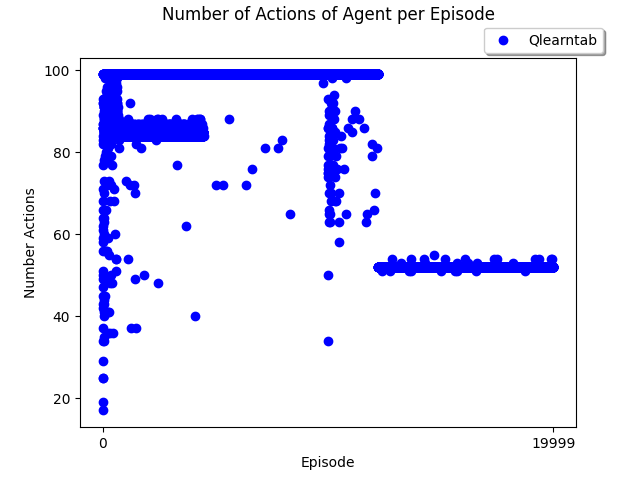 Number of Actions of Agent per Episode
Qlearntab
100
80
60
40
20
Number Actions
0
19999
Episode